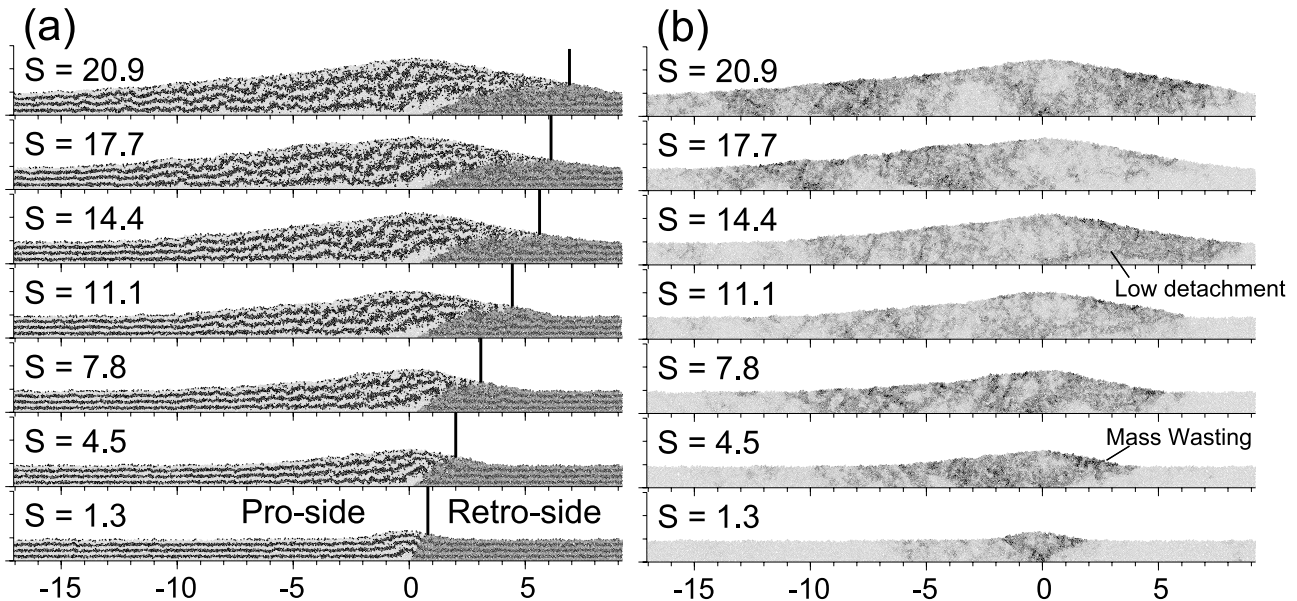 (a)
S = 20.9
S = 17.7
S = 14.4
S = 11.1
S = 7.8
S = 4.5
S = 1.3
Pro-side
Retro-side
-15 -10 -5 0 5
(b)
S = 20.9
S = 17.7
S = 14.4
Low detachment
S = 11.1
S = 7.8
S = 4.5
Mass Wasting
S = 1.3
-15 -10 -5 0 5